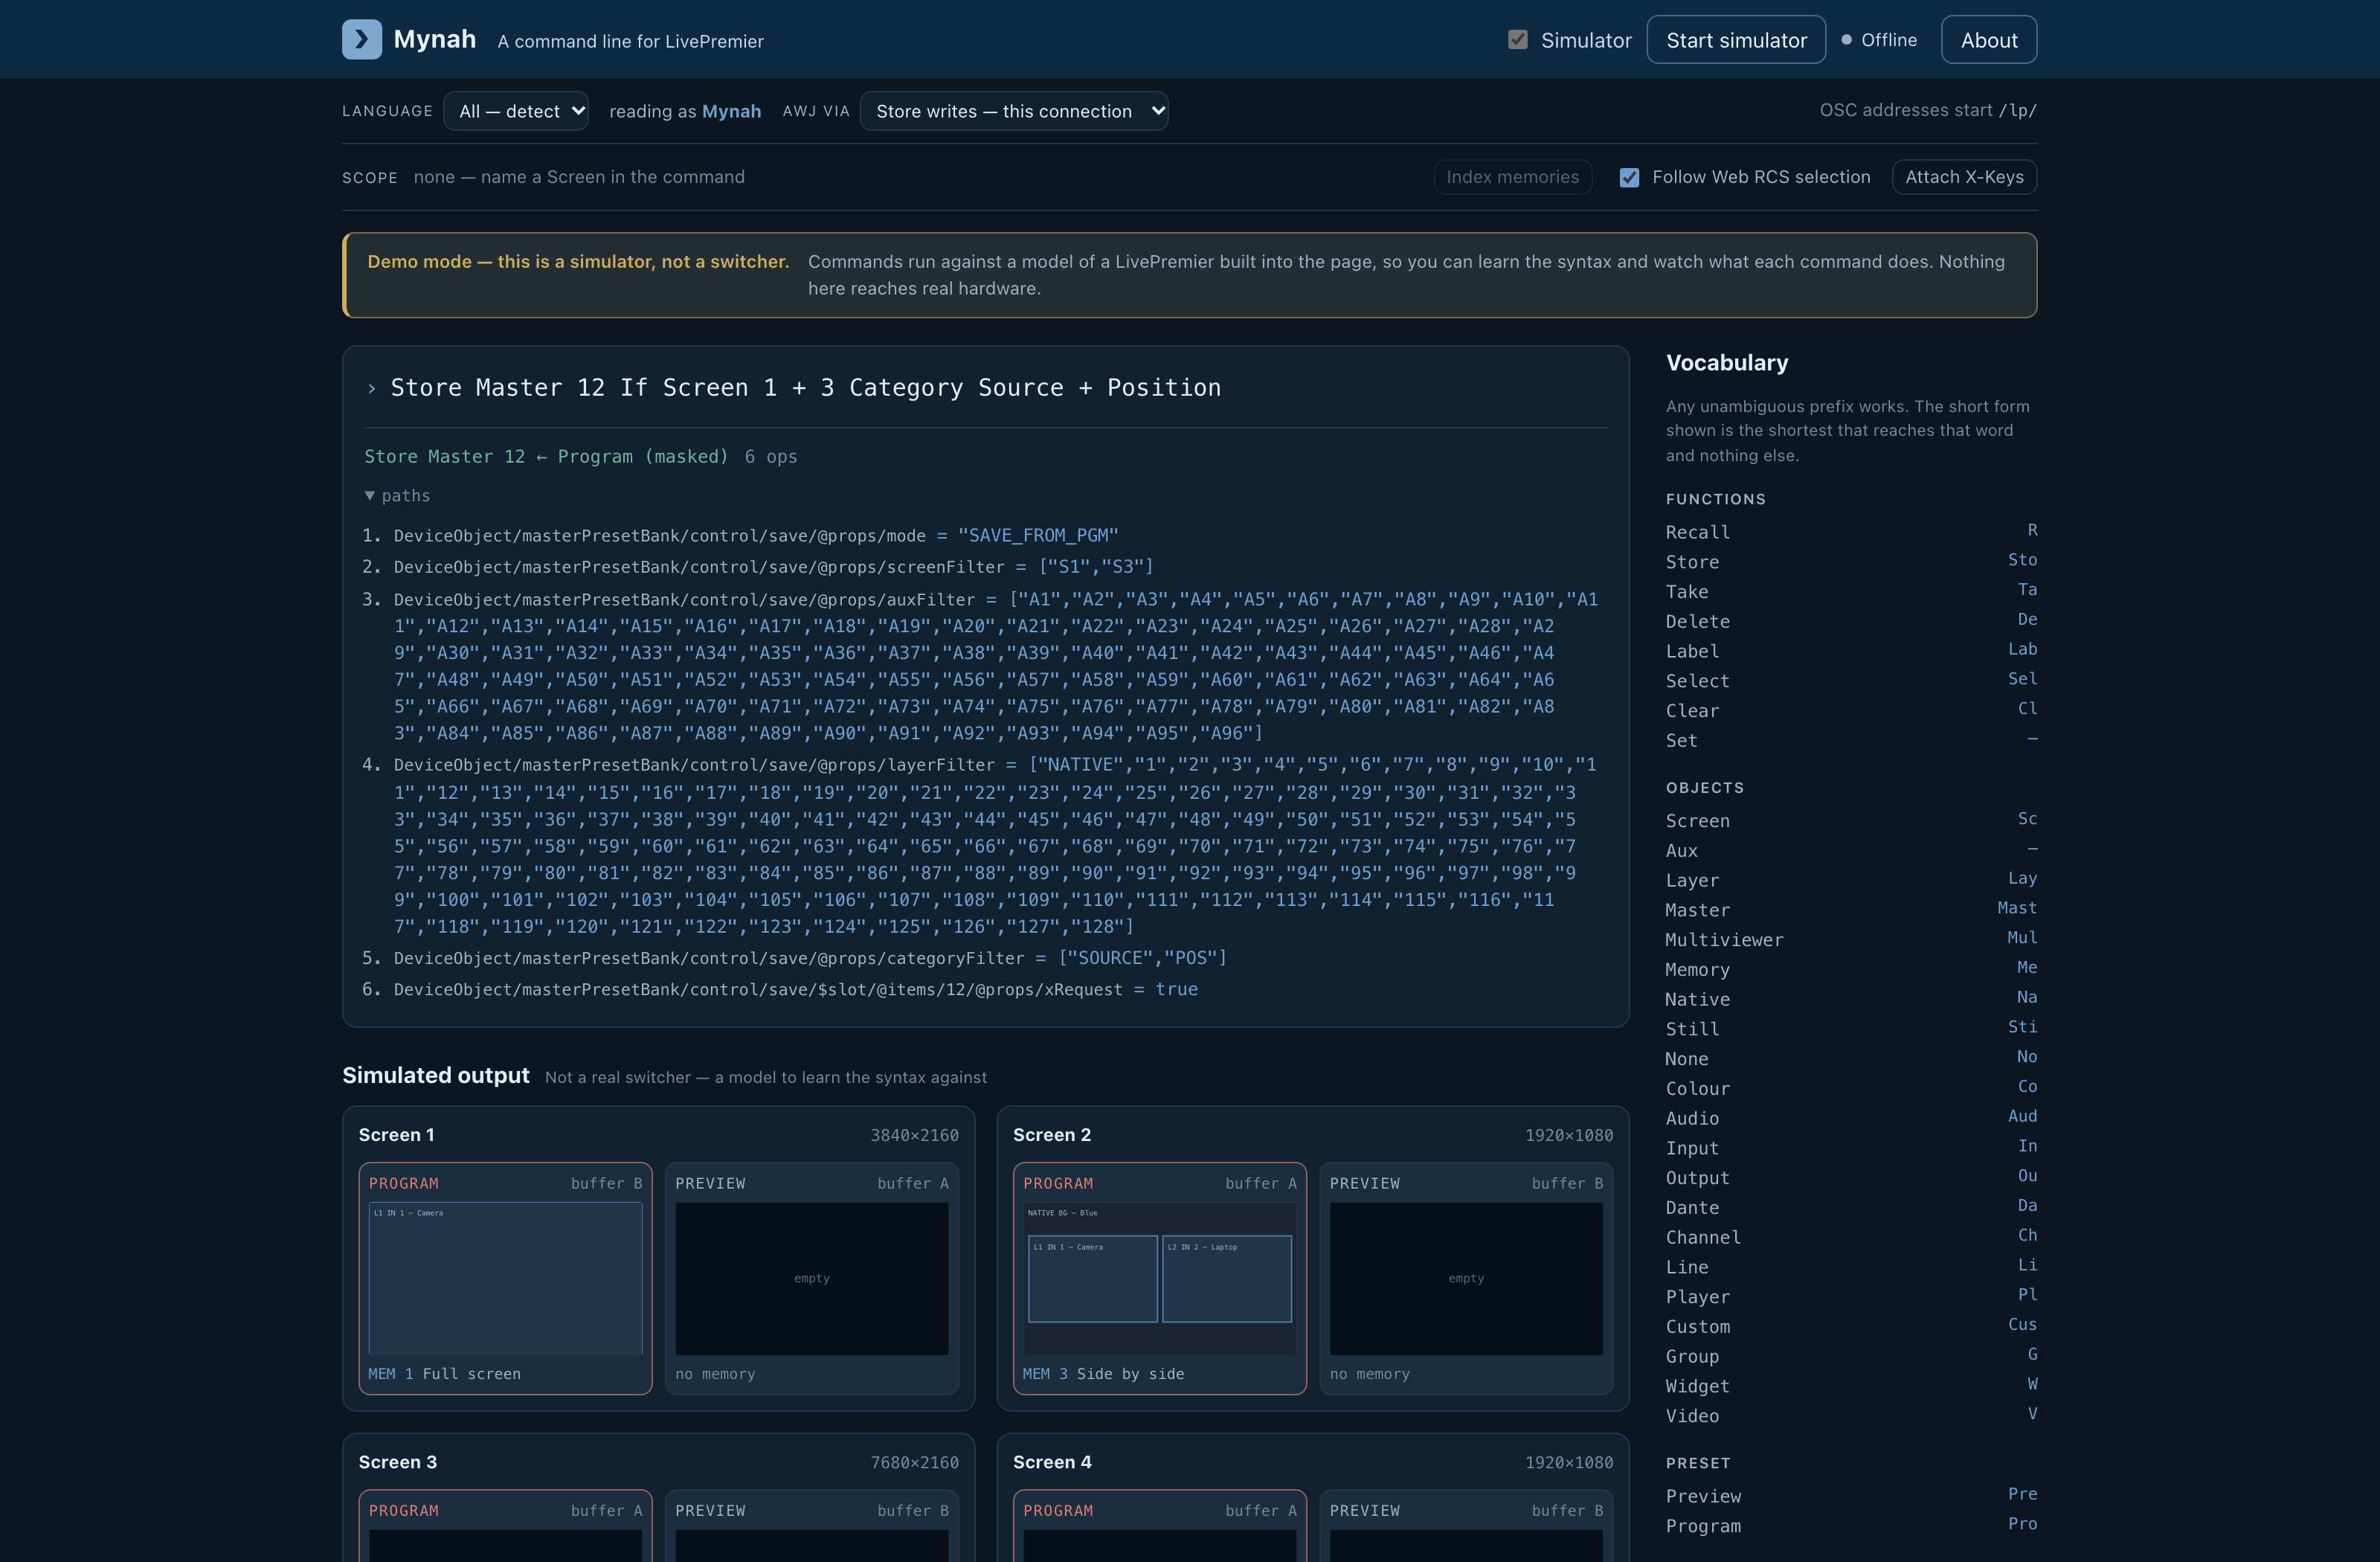 Mynah A command line for LivePremier
Simulator Start simulator Offline About
LANGUAGE All — detect reading as Mynah AWJ VIA Store writes — this connection OSC addresses start /lp/
SCOPE none — name a Screen in the command Index memories Follow Web RCS selection Attach X-Keys
Demo mode — this is a simulator, not a switcher. Commands run against a model of a LivePremier built into the page, so you can learn the syntax and watch what each command does. Nothing
here reaches real hardware.
› Store Master 12 If Screen 1 + 3 Category Source + Position
Store Master 12 ← Program (masked) 6 ops
▼ paths
1. DeviceObject/masterPresetBank/control/save/@props/mode = "SAVE_FROM_PGM"
2. DeviceObject/masterPresetBank/control/save/@props/screenFilter = ["S1","S3"]
3. DeviceObject/masterPresetBank/control/save/@props/auxFilter = ["A1","A2","A3","A4","A5","A6","A7","A8","A9","A10","A1
1","A12","A13","A14","A15","A16","A17","A18","A19","A20","A21","A22","A23","A24","A25","A26","A27","A28","A2
9","A30","A31","A32","A33","A34","A35","A36","A37","A38","A39","A40","A41","A42","A43","A44","A45","A46","A4
7","A48","A49","A50","A51","A52","A53","A54","A55","A56","A57","A58","A59","A60","A61","A62","A63","A64","A6
5","A66","A67","A68","A69","A70","A71","A72","A73","A74","A75","A76","A77","A78","A79","A80","A81","A82","A8
3","A84","A85","A86","A87","A88","A89","A90","A91","A92","A93","A94","A95","A96"]
4. DeviceObject/masterPresetBank/control/save/@props/layerFilter = ["NATIVE","1","2","3","4","5","6","7","8","9","10","1
1","12","13","14","15","16","17","18","19","20","21","22","23","24","25","26","27","28","29","30","31","32","3
3","34","35","36","37","38","39","40","41","42","43","44","45","46","47","48","49","50","51","52","53","54","5
5","56","57","58","59","60","61","62","63","64","65","66","67","68","69","70","71","72","73","74","75","76","7
7","78","79","80","81","82","83","84","85","86","87","88","89","90","91","92","93","94","95","96","97","98","9
9","100","101","102","103","104","105","106","107","108","109","110","111","112","113","114","115","116","11
7","118","119","120","121","122","123","124","125","126","127","128"]
5. DeviceObject/masterPresetBank/control/save/@props/categoryFilter = ["SOURCE","POS"]
6. DeviceObject/masterPresetBank/control/save/$slot/@items/12/@props/xRequest = true
Simulated output Not a real switcher — a model to learn the syntax against
Screen 1 3840×2160
PROGRAM buffer B
L1 IN 1 — Camera
MEM 1 Full screen
PREVIEW buffer A
empty
no memory
Screen 2 1920×1080
PROGRAM buffer A
NATIVE BG — Blue
L1 IN 1 — Camera L2 IN 2 — Laptop
MEM 3 Side by side
PREVIEW buffer B
empty
no memory
Screen 3 7680×2160
PROGRAM buffer A
PREVIEW buffer B
Screen 4 1920×1080
PROGRAM buffer A
PREVIEW buffer B
Vocabulary
Any unambiguous prefix works. The short form
shown is the shortest that reaches that word
and nothing else.
FUNCTIONS
Recall R
Store Sto
Take Ta
Delete De
Label Lab
Select Sel
Clear Cl
Set —
OBJECTS
Screen Sc
Aux —
Layer Lay
Master Mast
Multiviewer Mul
Memory Me
Native Na
Still Sti
None No
Colour Co
Audio Aud
Input In
Output Ou
Dante Da
Channel Ch
Line Li
Player Pl
Custom Cus
Group G
Widget W
Video V
PRESET
Preview Pre
Program Pro